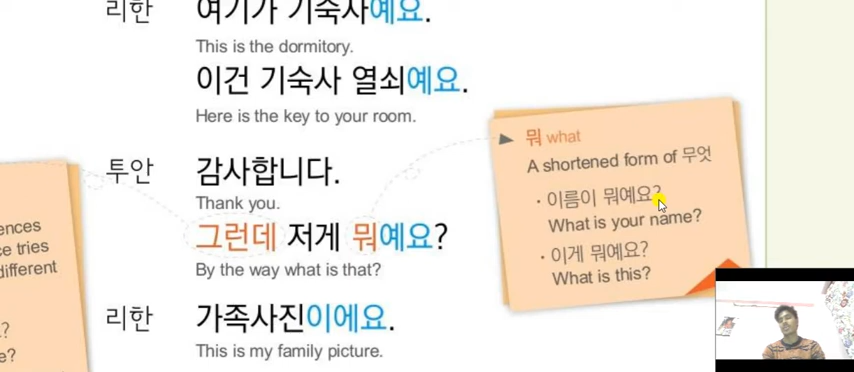 리한 여기가 기숙사예요.
This is the dormitory.
이건 기숙사 열쇠예요.
Here is the key to your room.
투안 감사합니다.
Thank you.
그런데 저게 뭐예요?
By the way what is that?
리한 가족사진이에요.
This is my family picture.
뭐 what
A shortened form of 무엇
· 이름이 뭐예요?
What is your name?
· 이게 뭐예요?
What is this?
ences
ce tries
different
?
e?